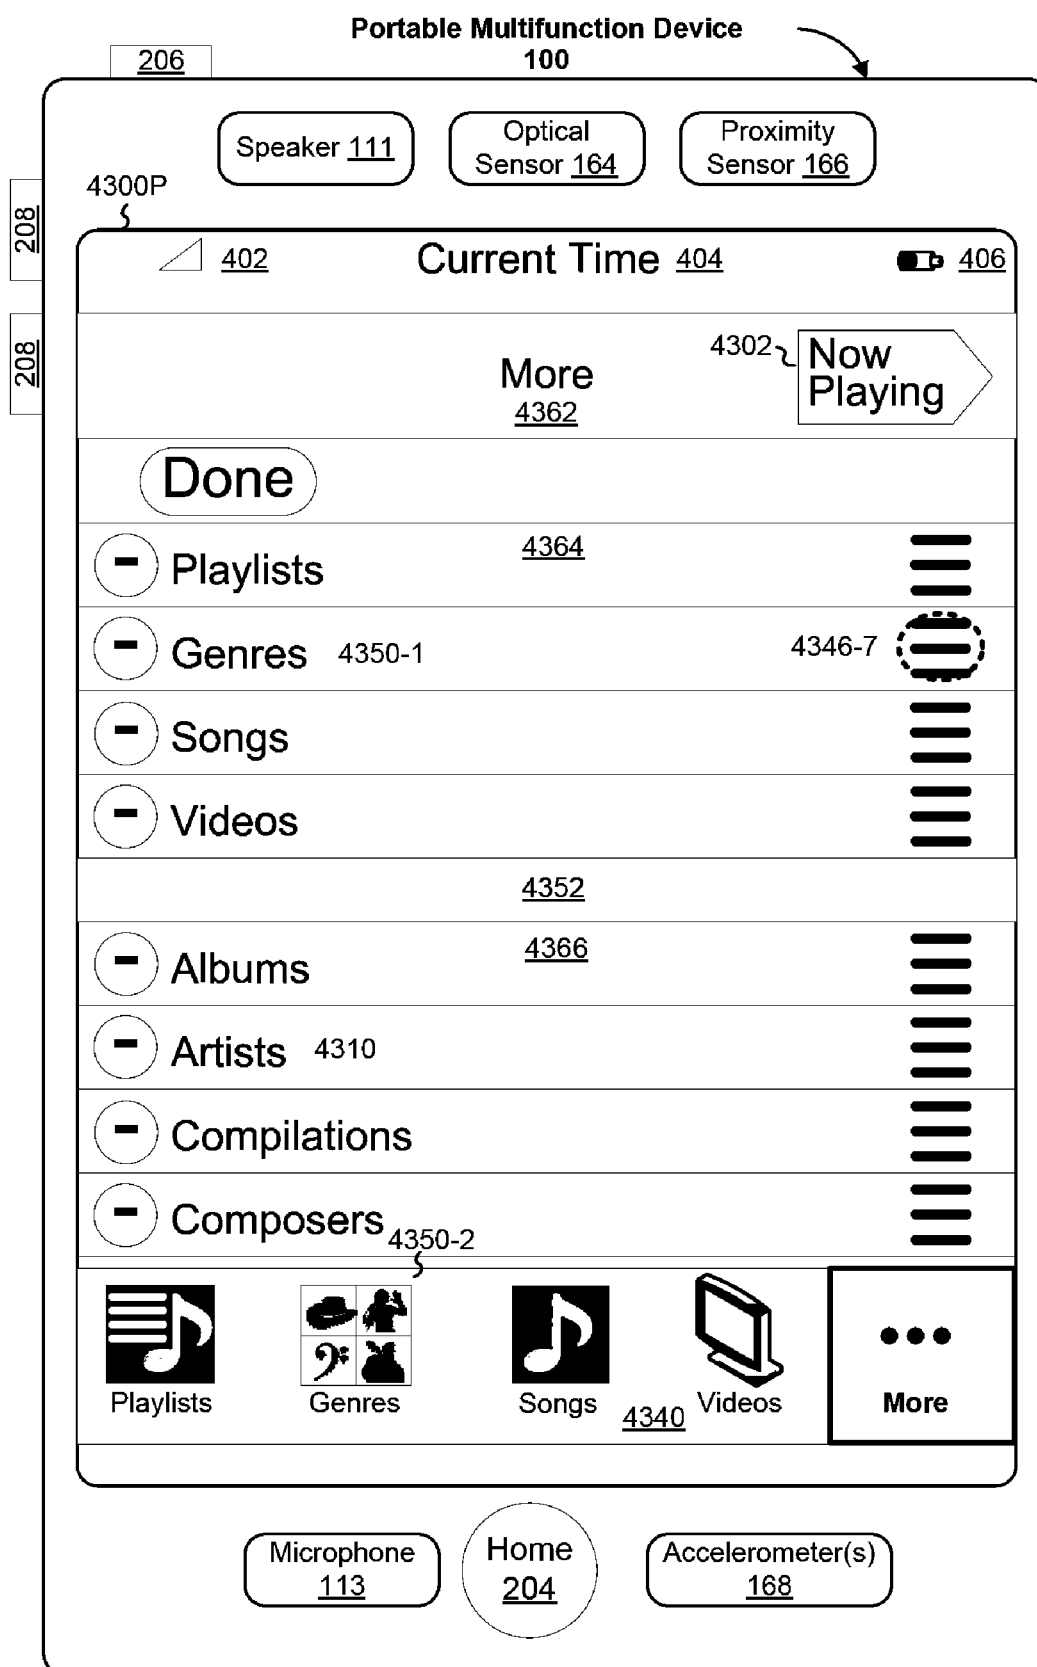 Portable Multifunction Device
100
206
Speaker 111
Optical
Sensor 164
Proximity
Sensor 166
4300P
208
208
402
Current Time 404
406
More
4362
4302
Now
Playing
Done
4364
Playlists
Genres 4350-1
4346-7
Songs
Videos
4352
4366
Albums
Artists 4310
Compilations
Composers
4350-2
Playlists
Genres
Songs
4340
Videos
More
Microphone
113
Home
204
Accelerometer(s)
168